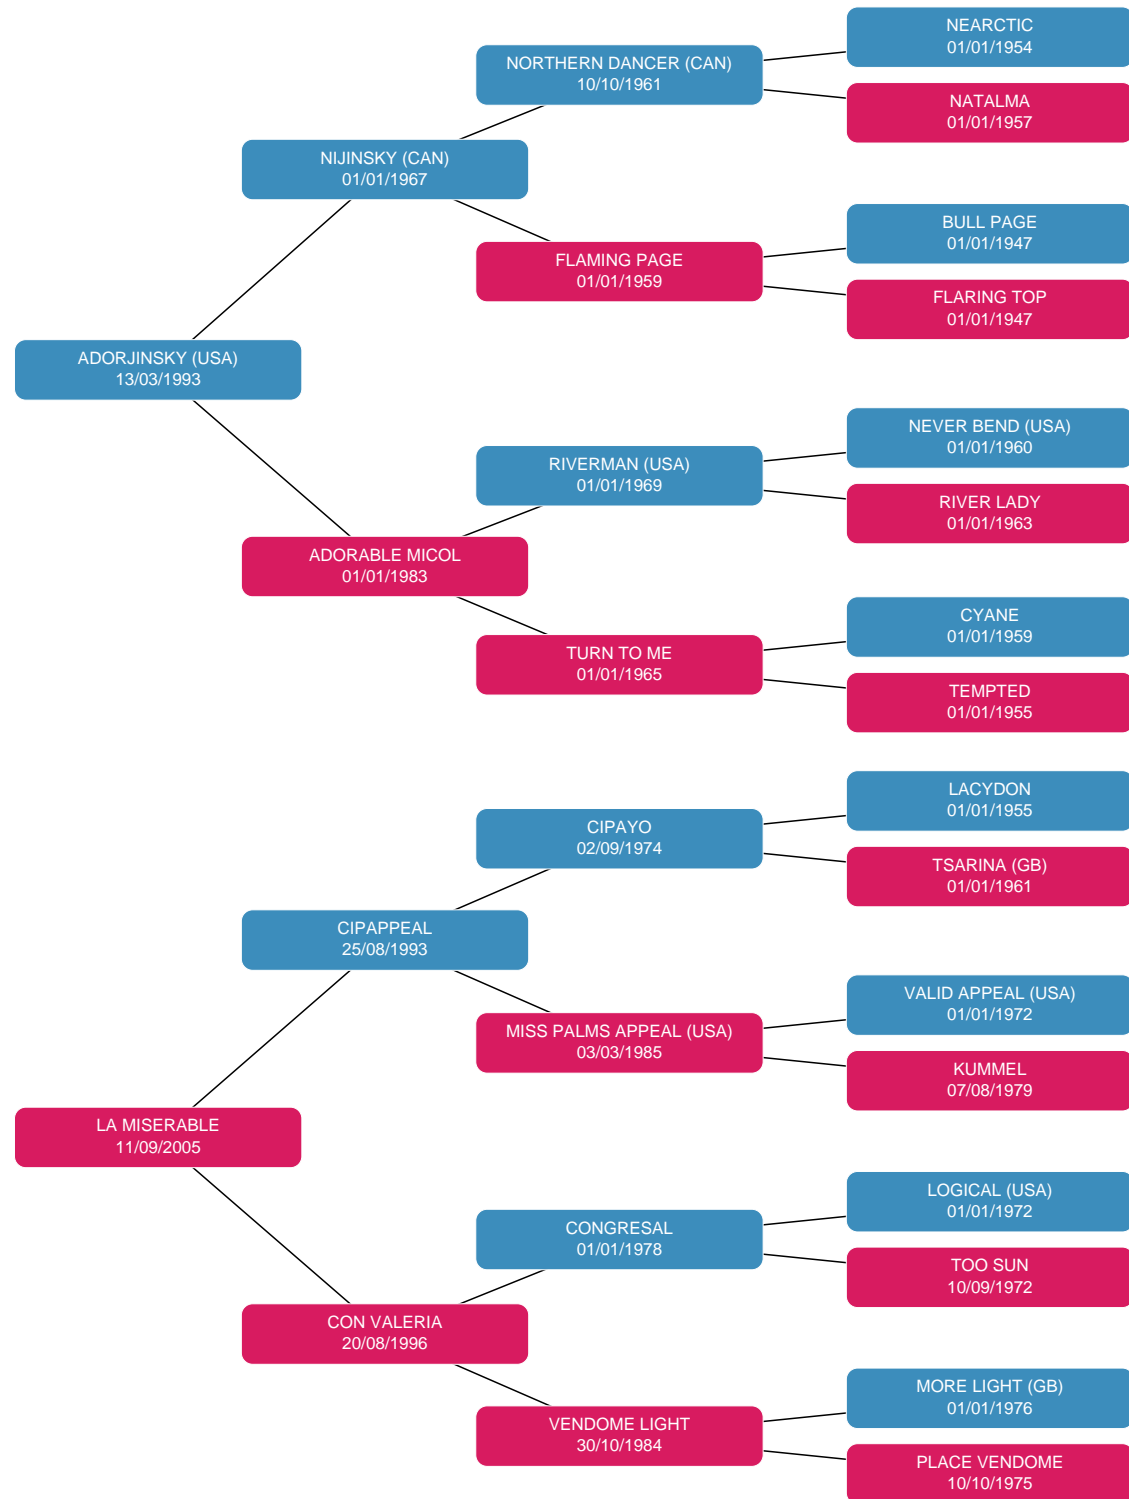 NEARCTIC
01/01/1954
NORTHERN DANCER (CAN)
10/10/1961
NATALMA
01/01/1957
NIJINSKY (CAN)
01/01/1967
BULL PAGE
01/01/1947
FLAMING PAGE
01/01/1959
FLARING TOP
01/01/1947
ADORJINSKY (USA)
13/03/1993
NEVER BEND (USA)
01/01/1960
RIVERMAN (USA)
01/01/1969
RIVER LADY
01/01/1963
ADORABLE MICOL
01/01/1983
CYANE
01/01/1959
TURN TO ME
01/01/1965
TEMPTED
01/01/1955
LACYDON
01/01/1955
CIPAYO
02/09/1974
TSARINA (GB)
01/01/1961
CIPAPPEAL
25/08/1993
VALID APPEAL (USA)
01/01/1972
MISS PALMS APPEAL (USA)
03/03/1985
KUMMEL
07/08/1979
LA MISERABLE
11/09/2005
LOGICAL (USA)
01/01/1972
CONGRESAL
01/01/1978
TOO SUN
10/09/1972
CON VALERIA
20/08/1996
MORE LIGHT (GB)
01/01/1976
VENDOME LIGHT
30/10/1984
PLACE VENDOME
10/10/1975